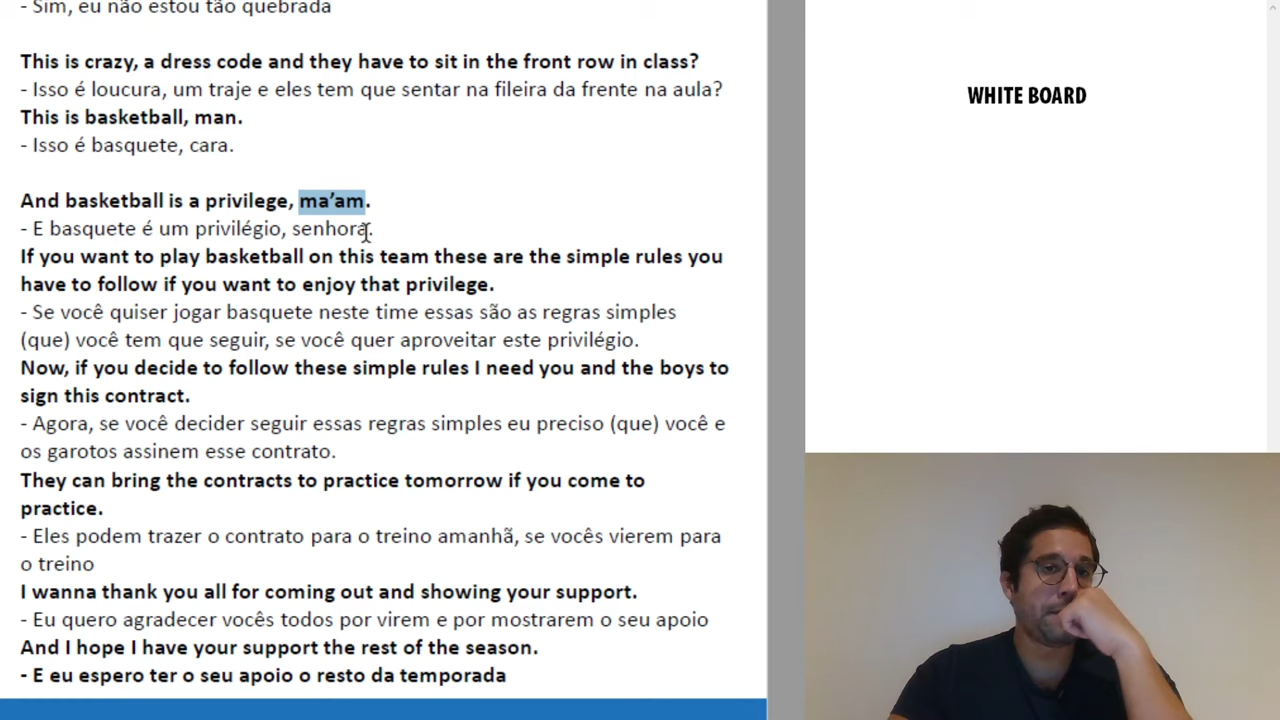 - Sim, eu não estou tão quebrada
This is crazy, a dress code and they have to sit in the front row in class?
- Isso é loucura, um traje e eles tem que sentar na fileira da frente na aula?
This is basketball, man.
- Isso é basquete, cara.
And basketball is a privilege, ma’am.
- E basquete é um privilégio, senhora.
If you want to play basketball on this team these are the simple rules you
have to follow if you want to enjoy that privilege.
- Se você quiser jogar basquete neste time essas são as regras simples
(que) você tem que seguir, se você quer aproveitar este privilégio.
Now, if you decide to follow these simple rules I need you and the boys to
sign this contract.
- Agora, se você decider seguir essas regras simples eu preciso (que) você e
os garotos assinem esse contrato.
They can bring the contracts to practice tomorrow if you come to
practice.
- Eles podem trazer o contrato para o treino amanhã, se vocês vierem para
o treino
I wanna thank you all for coming out and showing your support.
- Eu quero agradecer vocês todos por virem e por mostrarem o seu apoio
And I hope I have your support the rest of the season.
- E eu espero ter o seu apoio o resto da temporada
WHITE BOARD